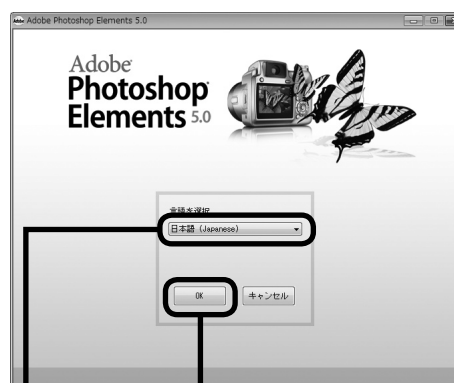 Adobe Photoshop Elements 5.0
Adobe
Photoshop
Elements 5.0
言語を選択
日本語 (Japanese)
OK
キャンセル